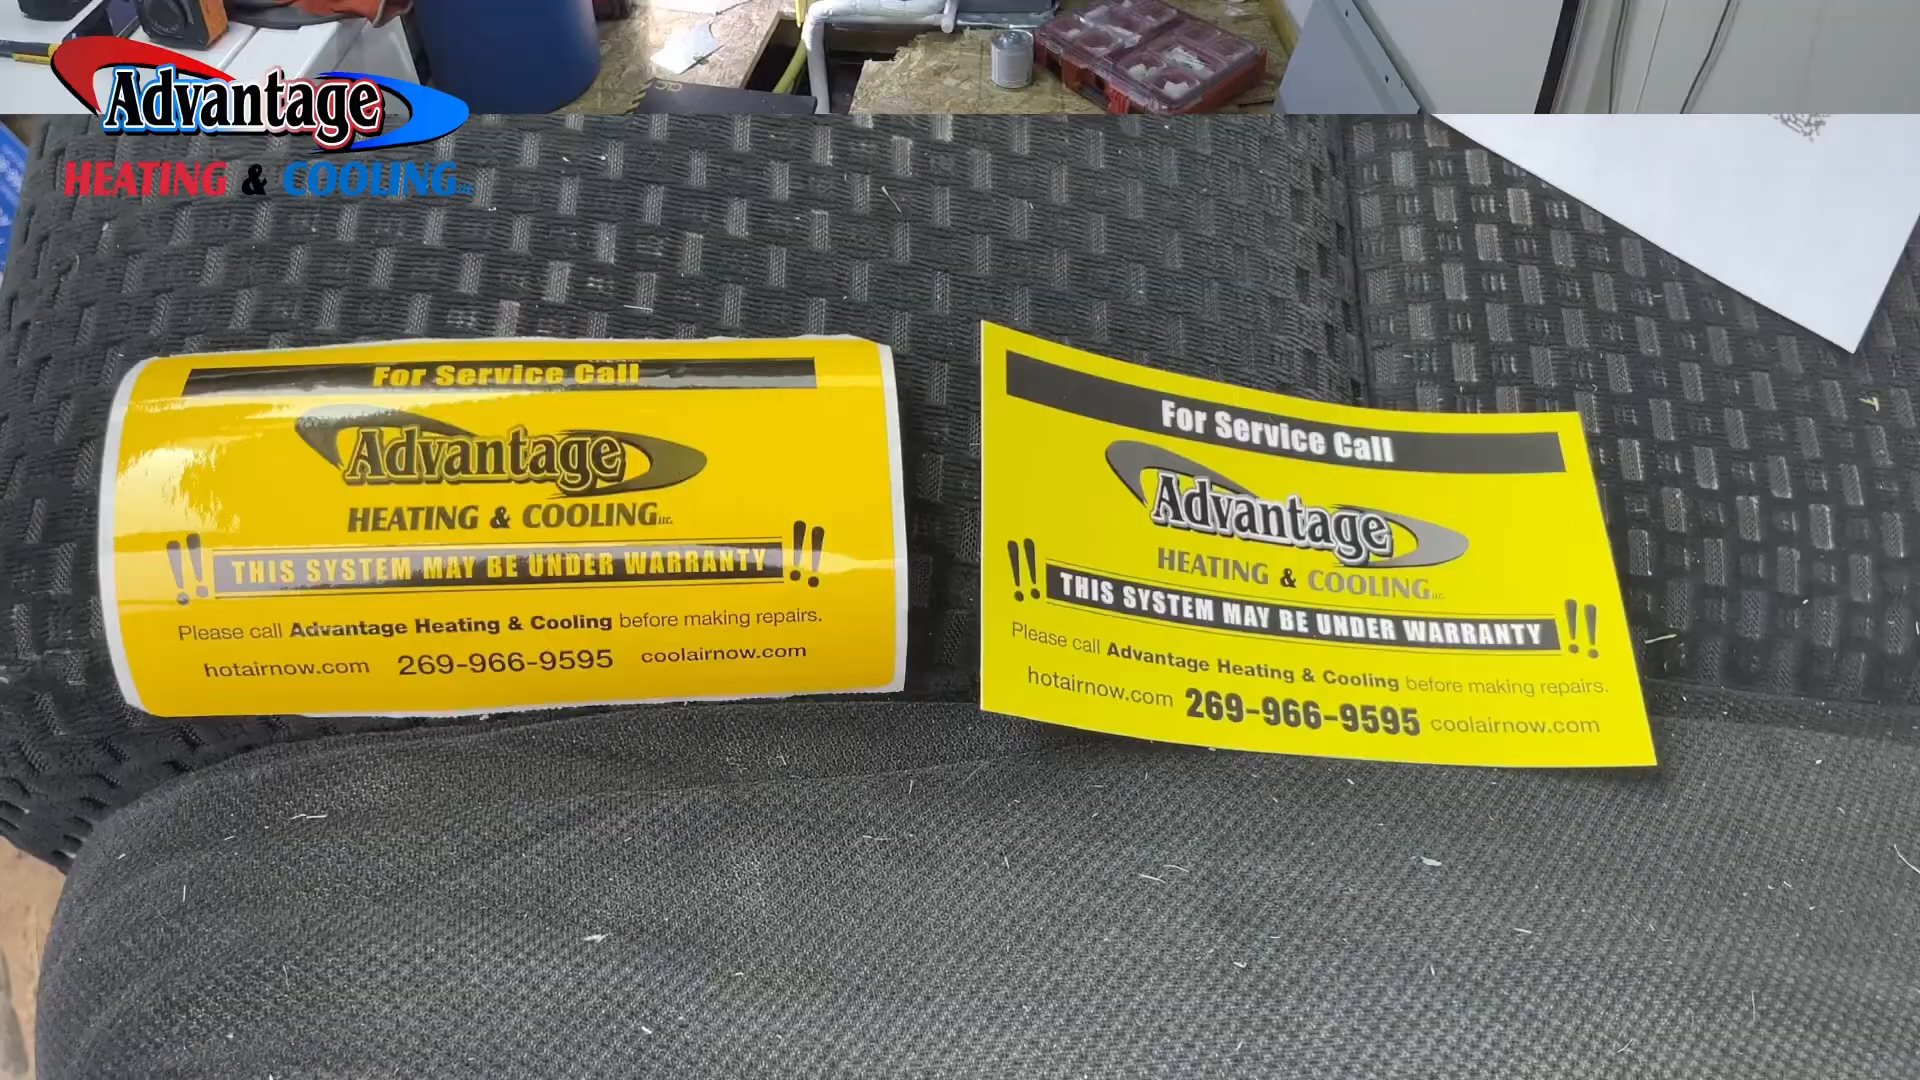 Advantage
HEATING & COOLING LLC
For Service Call
Advantage
HEATING & COOLING LLC.
!! THIS SYSTEM MAY BE UNDER WARRANTY !!
Please call Advantage Heating & Cooling before making repairs.
hotairnow.com 269-966-9595 coolairnow.com
For Service Call
Advantage
HEATING & COOLING LLC.
!! THIS SYSTEM MAY BE UNDER WARRANTY !!
Please call Advantage Heating & Cooling before making repairs.
hotairnow.com 269-966-9595 coolairnow.com